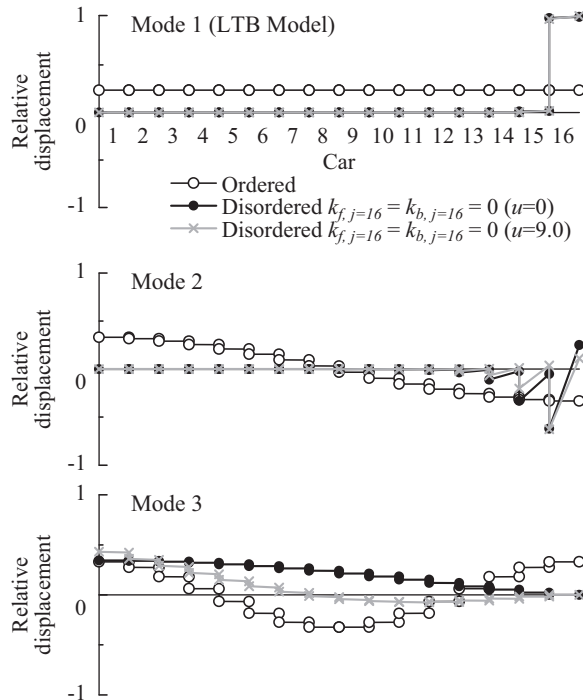 1
Mode 1 (LTB Model)
Relative
displacement
0
1 2 3 4 5 6 7 8 9 10 11 12 13 14 15 16
Car
-1
Ordered
Disordered k_{f, j=16} = k_{b, j=16} = 0 (u=0)
Disordered k_{f, j=16} = k_{b, j=16} = 0 (u=9.0)
1
Mode 2
Relative
displacement
0
-1
1
Mode 3
Relative
displacement
0
-1